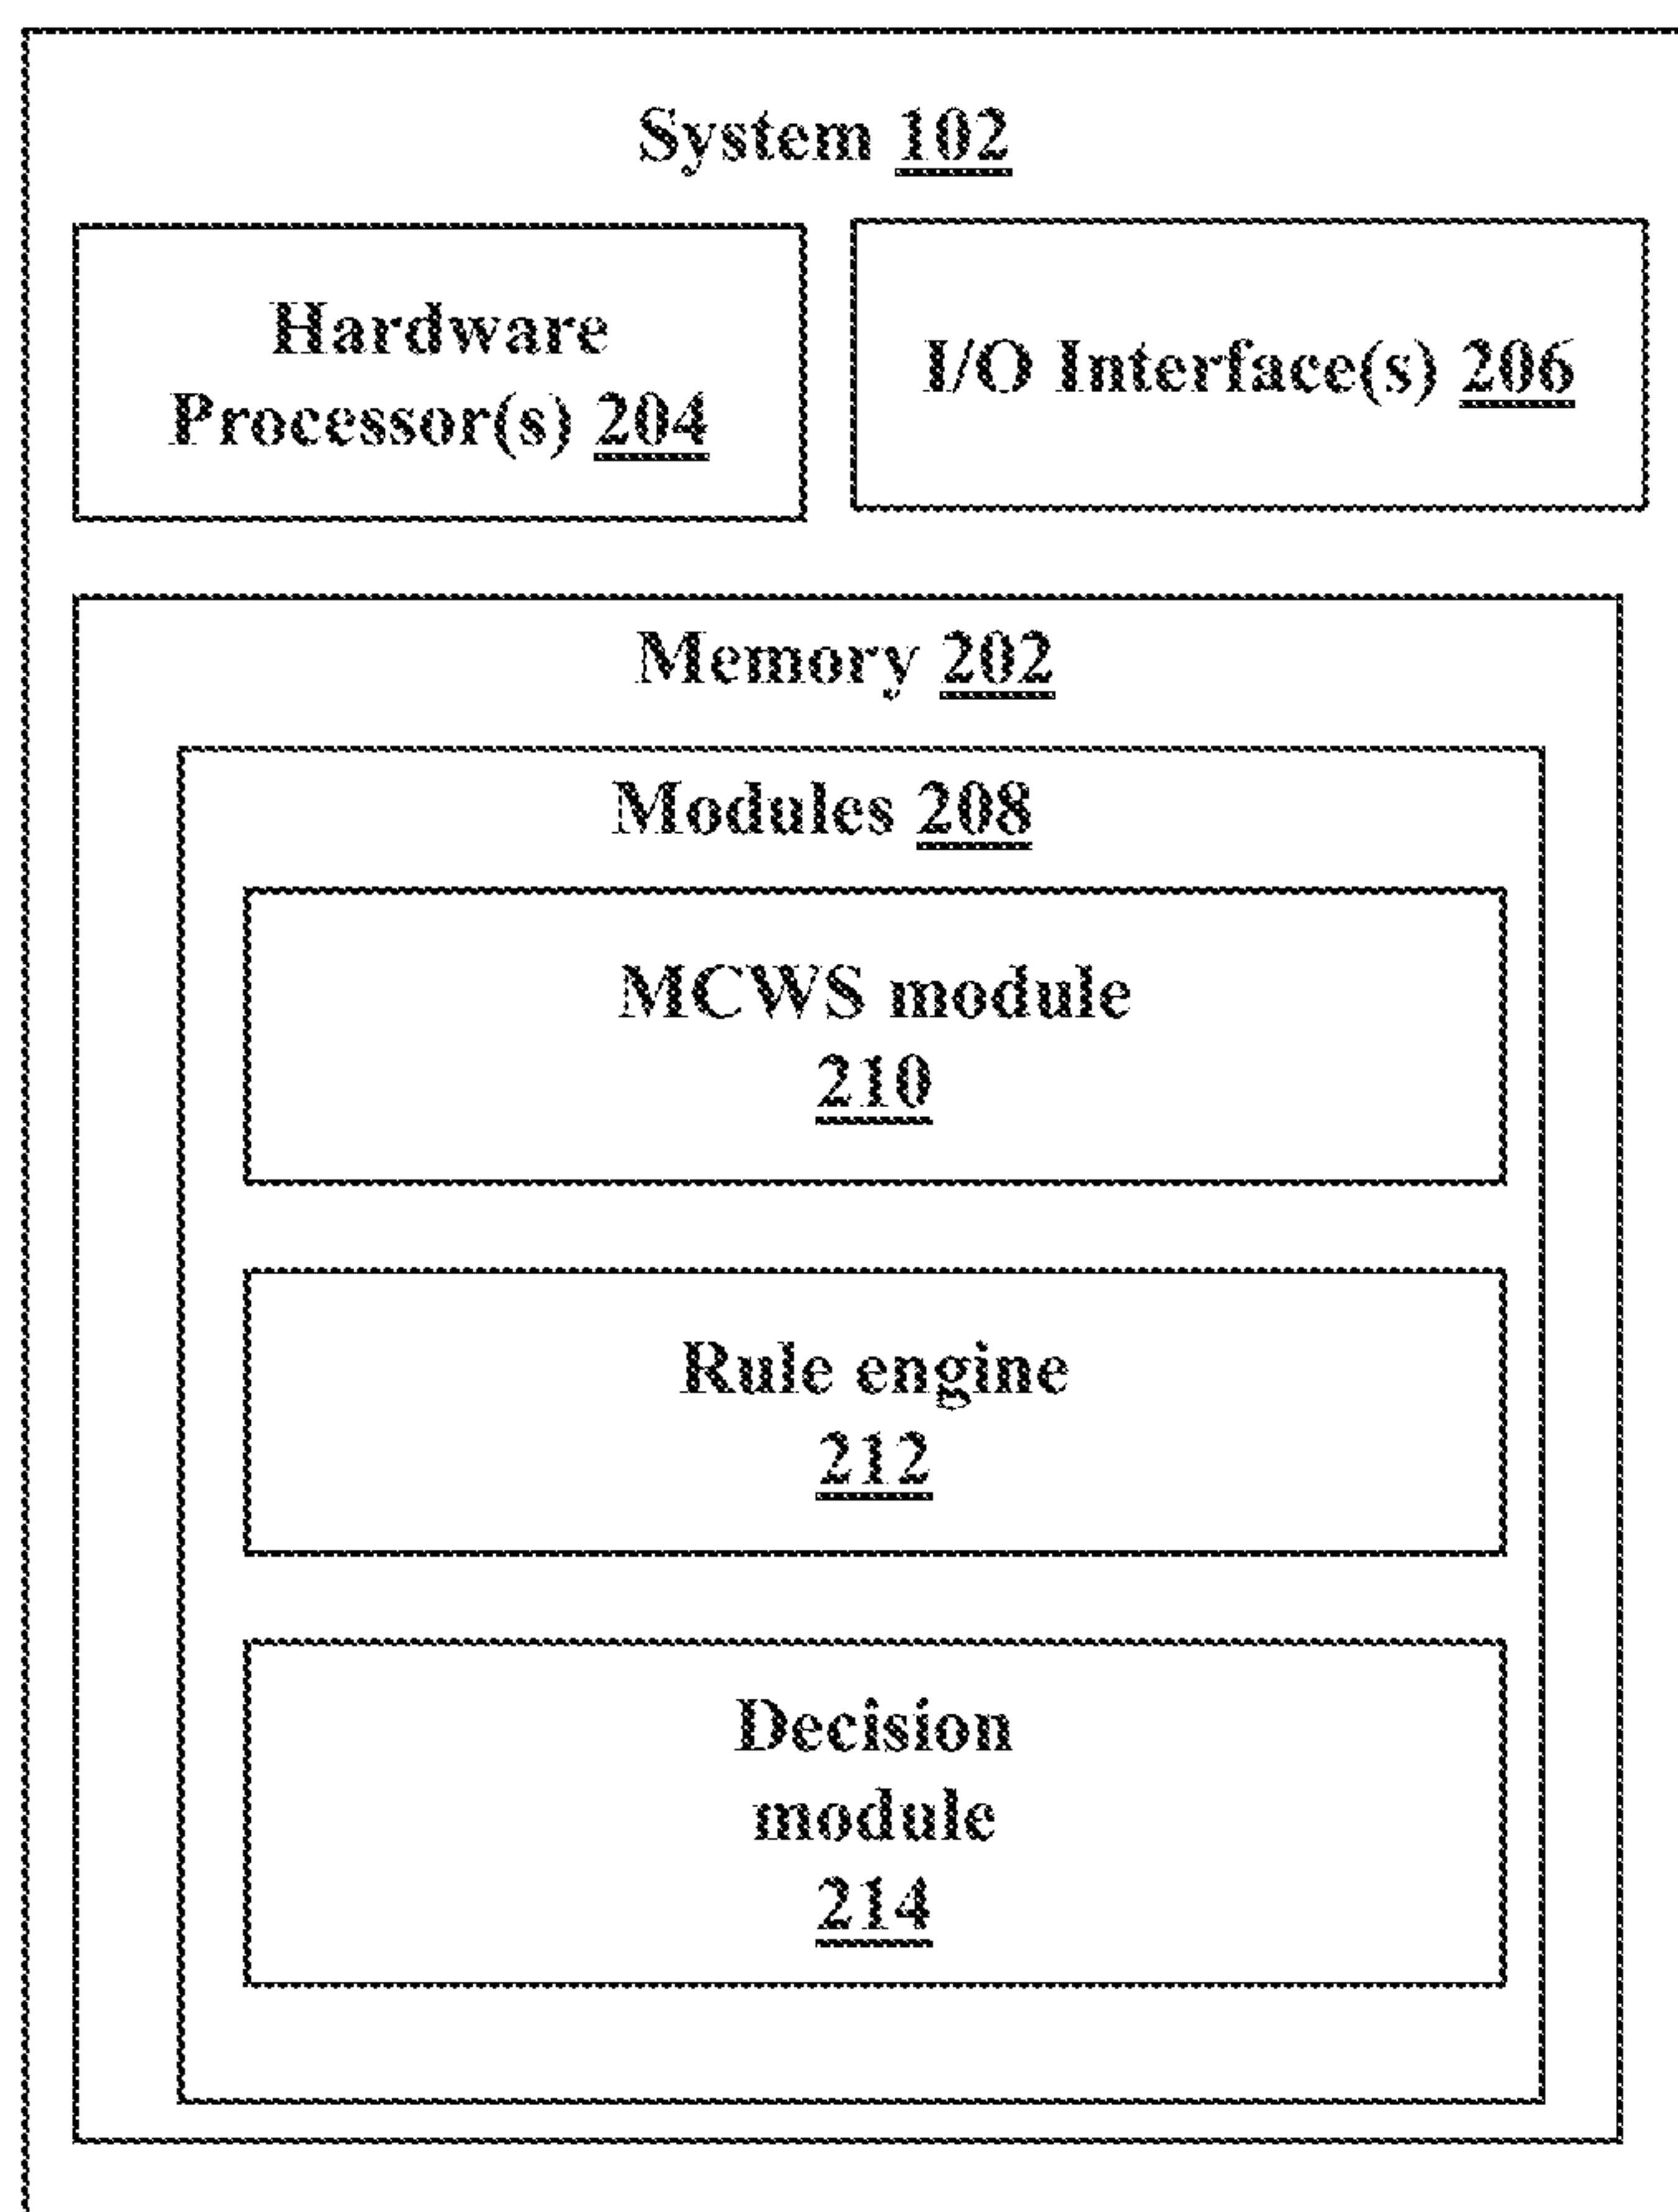 System 102
Hardware
Processor(s) 204
I/O Interface(s) 206
Memory 202
Modules 208
MCWS module
210
Rule engine
212
Decision
module
214